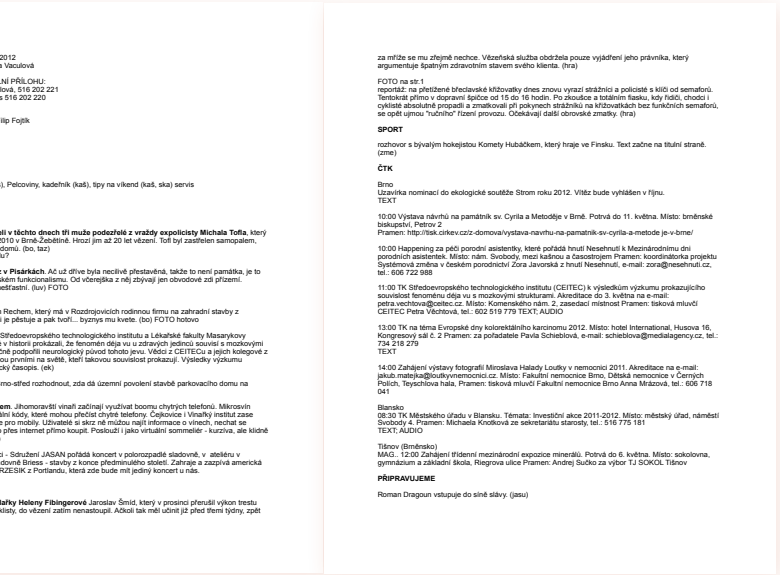 2012
a Vaculová
LNÍ PŘÍLOHU:
lová, 516 202 221
s 516 202 220
ilip Fojtík
), Pelcoviny, kadeřník (kaš), tipy na víkend (kaš, ska) servis
elí v těchto dnech tři muže podezřelé z vraždy expolicisty Michala Tofla, který
2010 v Brně-Žebětíně. Hrozí jim až 20 let vězení. Tofl byl zastřelen samopalem,
domů. (bo, taz)
du?
z v Pisárkách. Ač už dříve byla necilivě přestavěná, takže to není památka, je to
ském funkcionalismu. Od včerejška z něj zbývají jen obvodové zdi přízemí.
nešťastní. (luv) FOTO
n Rechem, který má v Rozdrojovicích rodinnou firmu na zahradní stavby z
i je pěstuje a pak tvoří... byznys mu kvete. (bo) FOTO hotovo
Středoevropského technologického institutu a Lékařské fakulty Masarykovy
é v historii prokázali, že fenomén déja vu u zdravých jedinců souvisí s mozkovými
čně podpořili neurologický původ tohoto jevu. Vědci z CEITECu a jejich kolegové z
ou prvními na světě, kteří takovou souvislost prokazují. Výsledky výzkumu
cký časopis. (ek)
rno-střed rozhodnout, zda dá územní povolení stavbě parkovacího domu na
em. Jihomoravští vinaři začínají využívat boomu chytrých telefonů. Mikrosvín
ální kódy, které mohou přečíst chytré telefony. Čejkovice i Vinařký institut zase
e pro mobily. Uživatelé si skrz ně můžou najít informace o vínech, nechat se
o přes internet přímo koupit. Poslouží i jako virtuální someliér - kurzíva, ale klidně
ci - Sdružení JASAN pořádá koncert v polorozpadlé sladovně, v ateliéru v
dovně Briess - stavby z konce předminulého století. Zahraje a zazpívá americká
RZESIK z Portlandu, která zde bude mít jediný koncert u nás.
ařky Heleny Fibingerové Jaroslav Šmíd, který v prosinci přerušil výkon trestu
klisty, do vězení zatím nenastoupil. Ačkoli tak měl učinit již před třemi týdny, zpět
za mříže se mu zřejmě nechce. Vězeňská služba obdržela pouze vyjádření jeho právníka, který
argumentuje špatným zdravotním stavem svého klienta. (hra)
FOTO na str.1
reportáž: na přetížené břeclavské křižovatky dnes znovu vyrazí strážníci a policisté s klíči od semaforů.
Tentokrát přímo v dopravní špičce od 15 do 16 hodin. Po zkoušce a totálním fiasku, kdy řidiči, chodci i
cyklisté absolutně propadli a zmatkovali při pokynech strážníků na křižovatkách bez funkčních semaforů,
se opět ujmou "ručního" řízení provozu. Očekávají další obrovské zmatky. (hra)
SPORT
rozhovor s bývalým hokejistou Komety Hubáčkem, který hraje ve Finsku. Text začne na titulní straně.
(zme)
ČTK
Brno
Uzavírka nominací do ekologické soutěže Strom roku 2012. Vítěz bude vyhlášen v říjnu.
TEXT
10:00 Výstava návrhů na památník sv. Cyrila a Metoděje v Brně. Potrvá do 11. května. Místo: brněnské
biskupství, Petrov 2
Pramen: http://tisk.cirkev.cz/z-domova/vystava-navrhu-na-pamatnik-sv-cyrila-a-metode je-v-brne/
10:00 Happening za péči porodní asistentky, které pořádá hnutí Nesehnutí k Mezinárodnímu dni
porodních asistentek. Místo: nám. Svobody, mezi kašnou a časostrojem Pramen: koordinátorka projektu
Systémová změna v českém porodnictví Zora Javorská z hnutí Nesehnutí, e-mail: zora@nesehnuti.cz,
tel.: 606 722 988
11:00 TK Středoevropského technologického institutu (CEITEC) k výsledkům výzkumu prokazujícího
souvislost fenoménu déja vu s mozkovými strukturami. Akreditace do 3. května na e-mail:
petra.vechtova@ceitec.cz. Místo: Komenského nám. 2, zasedací místnost Pramen: tisková mluvčí
CEITEC Petra Věchtová, tel.: 602 519 779 TEXT; AUDIO
13:00 TK na téma Evropské dny kolorektálního karcinomu 2012. Místo: hotel International, Husova 16,
Kongresový sál č. 2 Pramen: za pořadatele Pavla Schieblová, e-mail: schieblova@medialagency.cz, tel.:
734 218 279
TEXT
14:00 Zahájení výstavy fotografií Miroslava Halady Loutky v nemocnici 2011. Akreditace na e-mail:
jakub.matejka@loutkyvnemocnici.cz. Místo: Fakultní nemocnice Brno, Dětská nemocnice v Černých
Polích, Teyschlova hala, Pramen: tisková mluvčí Fakultní nemocnice Brno Anna Mrázová, tel.: 606 718
041
Blansko
08:30 TK Městského úřadu v Blansku. Témata: Investiční akce 2011-2012. Místo: městský úřad, náměstí
Svobody 4. Pramen: Michaela Knotková ze sekretariátu starosty, tel.: 516 775 181
TEXT; AUDIO
Tišnov (Brněnsko)
MAG.. 12:00 Zahájení třídenní mezinárodní expozice minerálů. Potrvá do 6. května. Místo: sokolovna,
gymnázium a základní škola, Riegrova ulice Pramen: Andrej Sučko za výbor TJ SOKOL Tišnov
PŘIPRAVUJEME
Roman Dragoun vstupuje do síně slávy. (jasu)